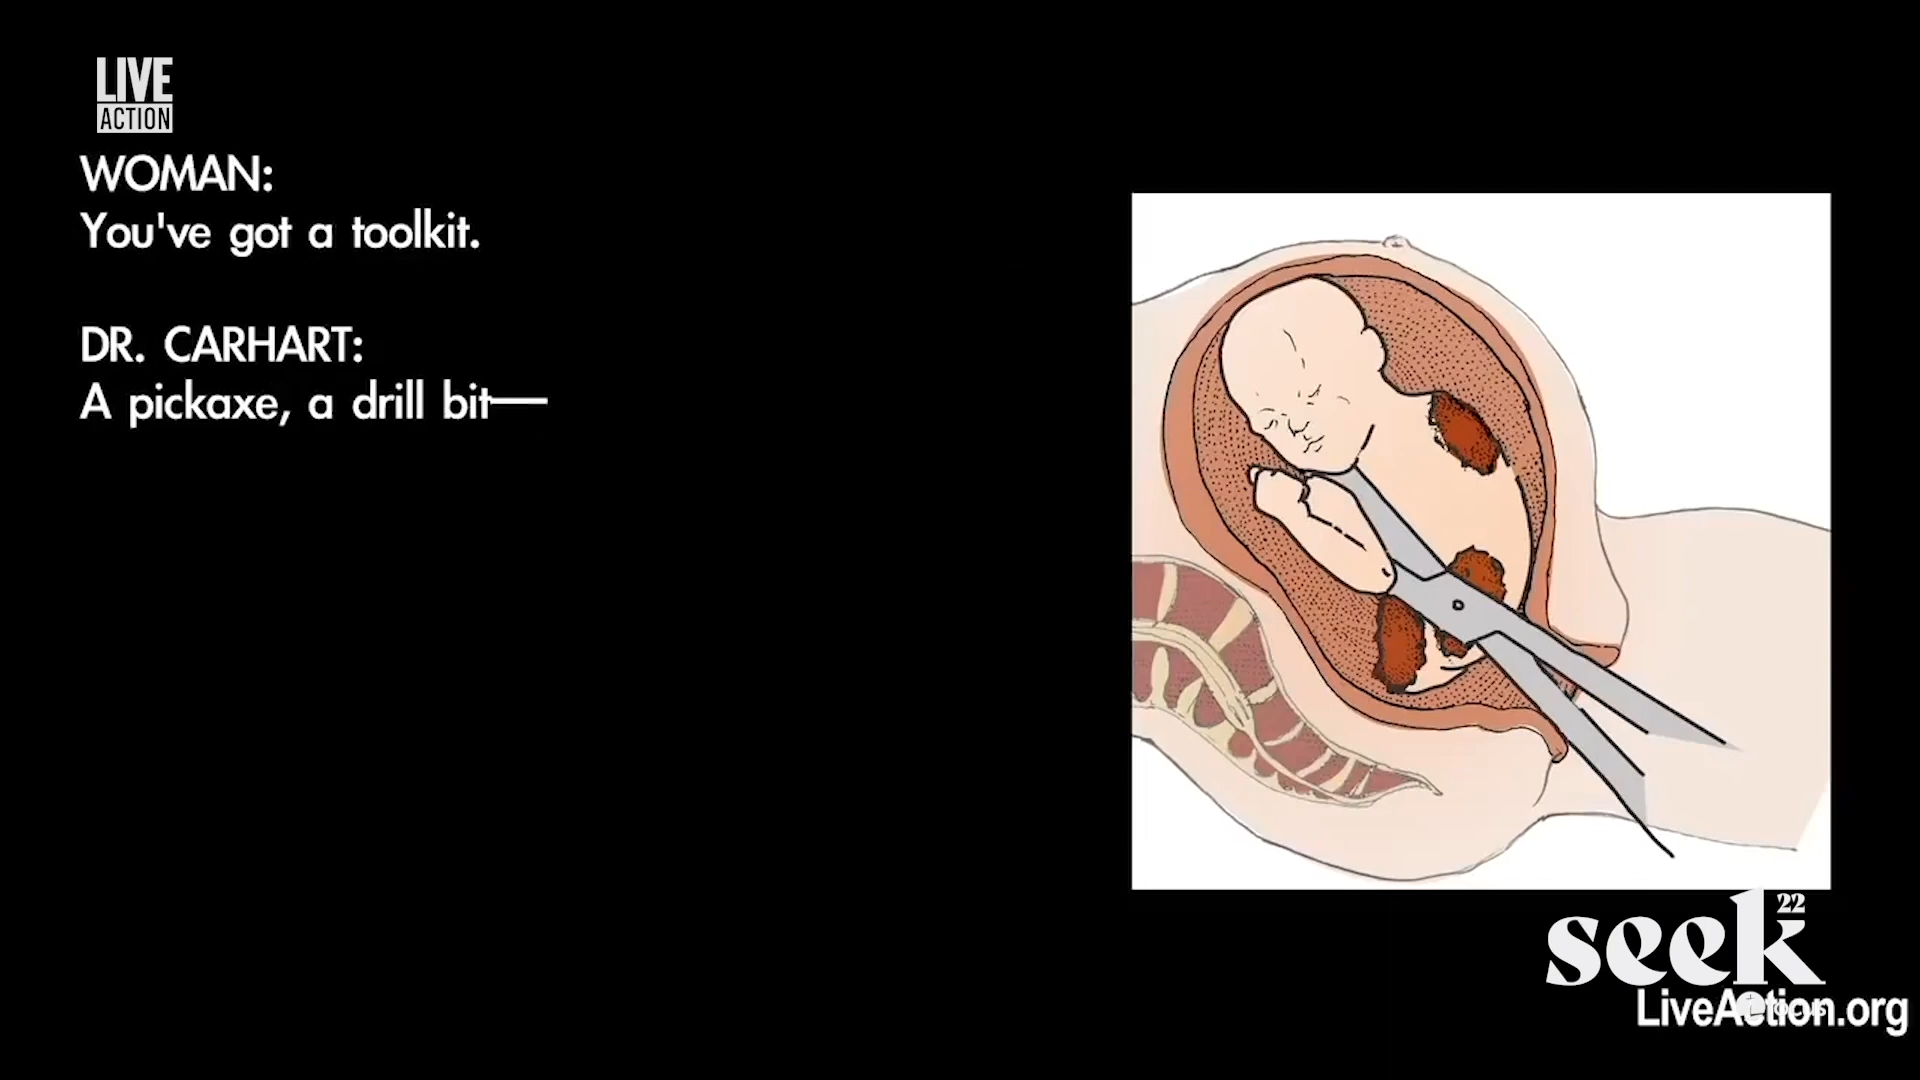 LIVE
ACTION
WOMAN:
You've got a toolkit.
DR. CARHART:
A pickaxe, a drill bit—
seek
22
LiveAction.org